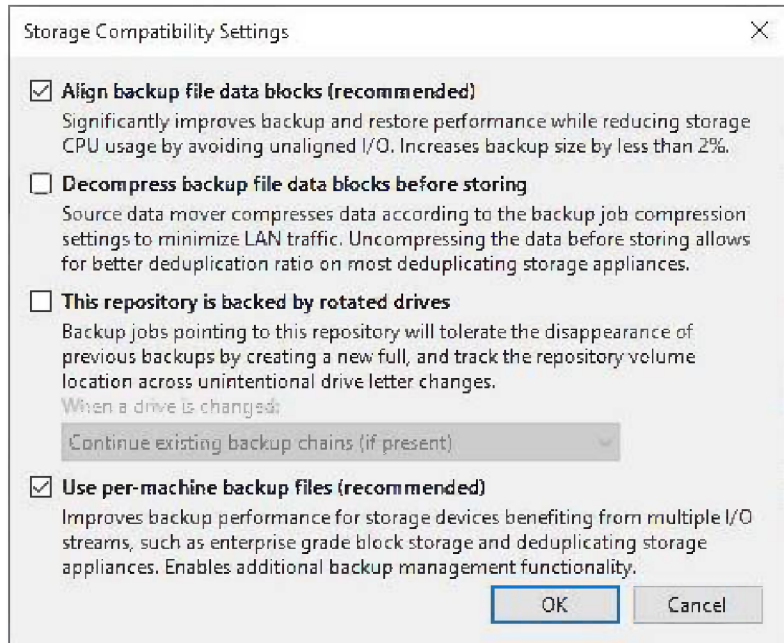 Storage Compatibility Settings
Align backup file data blocks (recommended)
Significantly improves backup and restore performance while reducing storage
CPU usage by avoiding unaligned I/O. Increases backup size by less than 2%.
Decompress backup file data blocks before storing
Source data mover compresses data according to the backup job compression
settings to minimize LAN traffic. Uncompressing the data before storing allows
for better deduplication ratio on most deduplicating storage appliances.
This repository is backed by rotated drives
Backup jobs pointing to this repository will tolerate the disappearance of
previous backups by creating a new full, and track the repository volume
location across unintentional drive letter changes.
When a drive is changed:
Continue existing backup chains (if present)
Use per-machine backup files (recommended)
Improves backup performance for storage devices benefiting from multiple I/O
streams, such as enterprise grade block storage and deduplicating storage
appliances. Enables additional backup management functionality.
OK Cancel